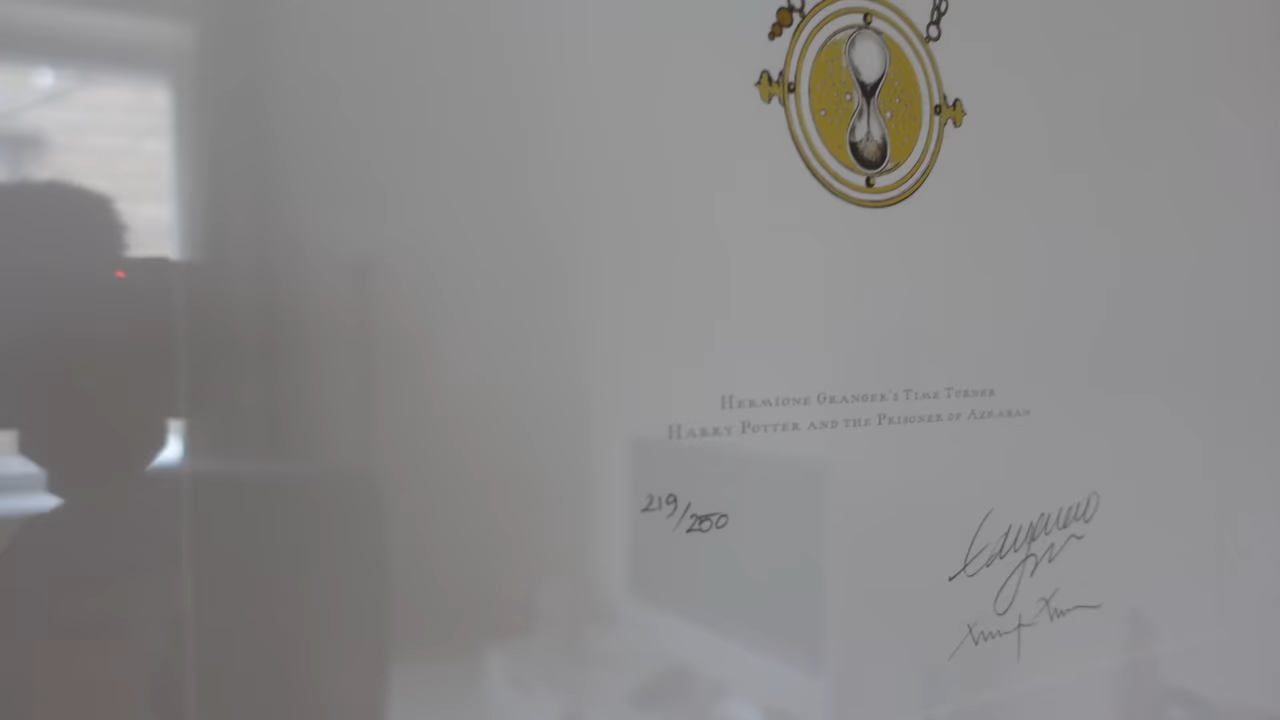 HERMIONE GRANGER'S TIME TURNER
HARRY POTTER AND THE PRISONER OF AZKABAN
219/250